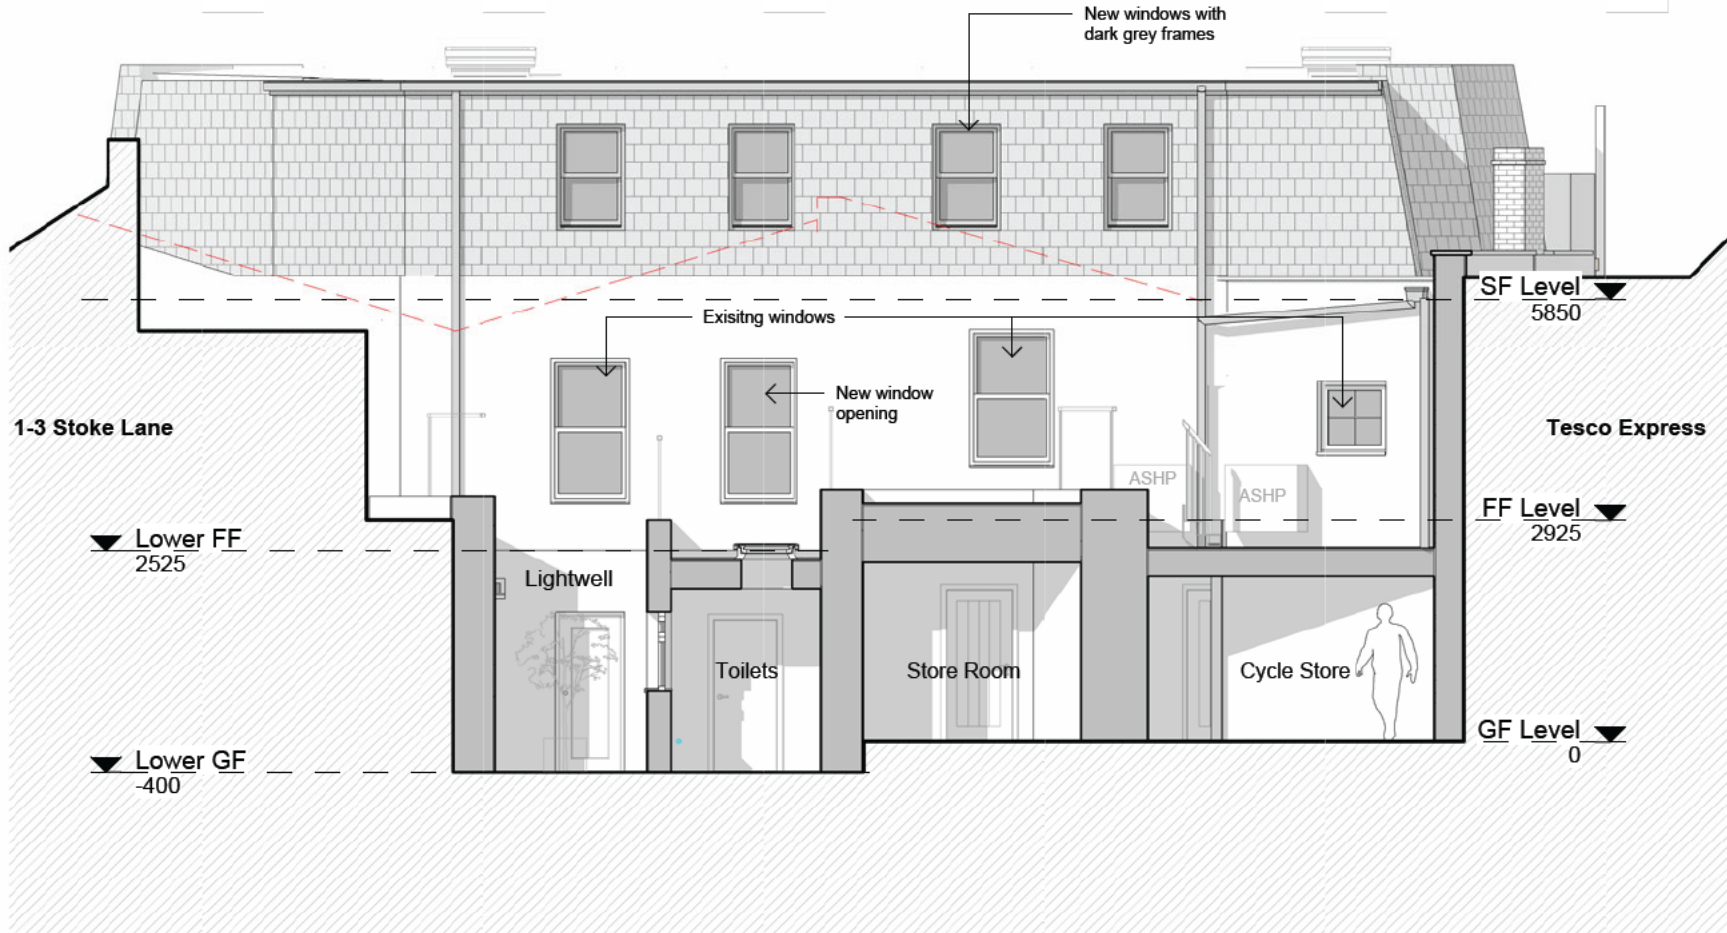 New windows with
dark grey frames
SF Level
5850
Exisitng windows
New window
opening
1-3 Stoke Lane
Tesco Express
ASHP
ASHP
FF Level
2925
Lower FF
2525
Lightwell
Toilets
Store Room
Cycle Store
GF Level
0
Lower GF
-400